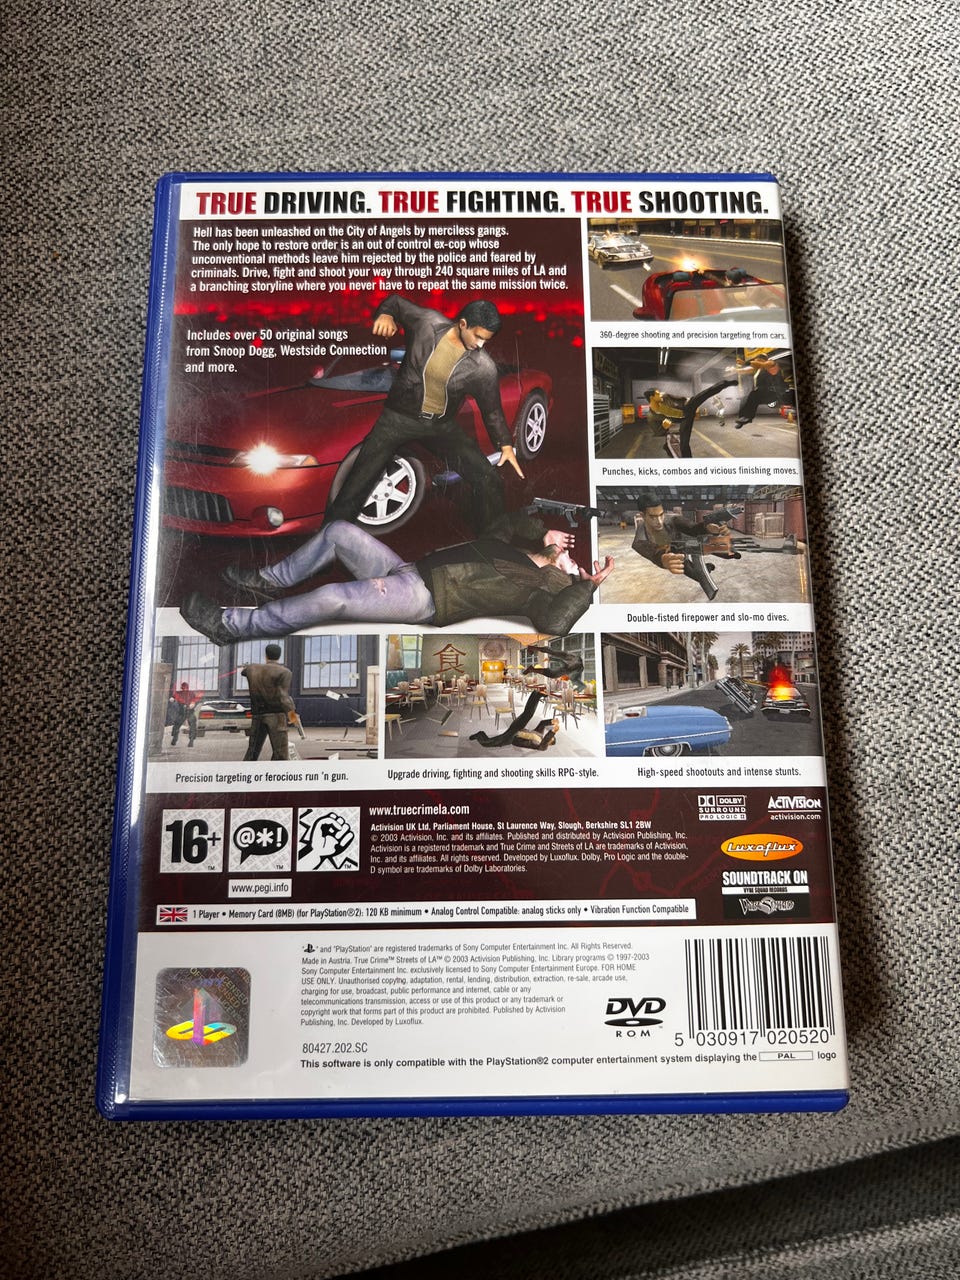 TRUE DRIVING. TRUE FIGHTING. TRUE SHOOTING.
Hell has been unleashed on the City of Angels by merciless gangs.
The only hope to restore order is an out of control ex-cop whose
unconventional methods leave him rejected by the police and feared by
criminals. Drive, fight and shoot your way through 240 square miles of LA and
a branching storyline where you never have to repeat the same mission twice.
Includes over 50 original songs
from Snoop Dogg, Westside Connection
and more.
360-degree shooting and precision targeting from cars.
Punches, kicks, combos and vicious finishing moves.
Double-fisted firepower and slo-mo dives.
食
Precision targeting or ferocious run 'n gun.
Upgrade driving, fighting and shooting skills RPG-style.
High-speed shootouts and intense stunts.
16+
@*!
www.pegi.info
www.truecrimela.com
Activision UK Ltd, Parliament House, St Laurence Way, Slough, Berkshire SL1 2BW
© 2003 Activision, Inc. and its affiliates. Published and distributed by Activision Publishing, Inc.
Activision is a registered trademark and True Crime and Streets of LA are trademarks of Activision,
Inc. and its affiliates. All rights reserved. Developed by Luxoflux. Dolby, Pro Logic and the double-
D symbol are trademarks of Dolby Laboratories.
DOLBY
SURROUND
PRO LOGIC II
ACTIVISION
activision.com
Luxoflux
SOUNDTRACK ON
VYBE SQUAD RECORDS
1 Player • Memory Card (8MB) (for PlayStation®2): 120 KB minimum • Analog Control Compatible: analog sticks only • Vibration Function Compatible
" and "PlayStation" are registered trademarks of Sony Computer Entertainment Inc. All Rights Reserved.
Made in Austria. True Crime™ Streets of LA™ © 2003 Activision Publishing, Inc. Library programs © 1997-2003
Sony Computer Entertainment Inc. exclusively licensed to Sony Computer Entertainment Europe. FOR HOME
USE ONLY. Unauthorised copying, adaptation, rental, lending, distribution, extraction, re-sale, arcade use,
charging for use, broadcast, public performance and internet, cable or any
telecommunications transmission, access or use of this product or any trademark or
copyright work that forms part of this product are prohibited. Published by Activision
Publishing, Inc. Developed by Luxoflux.
80427.202.SC
This software is only compatible with the PlayStation®2 computer entertainment system displaying the PAL logo
DVD
ROM
5 030917 020520